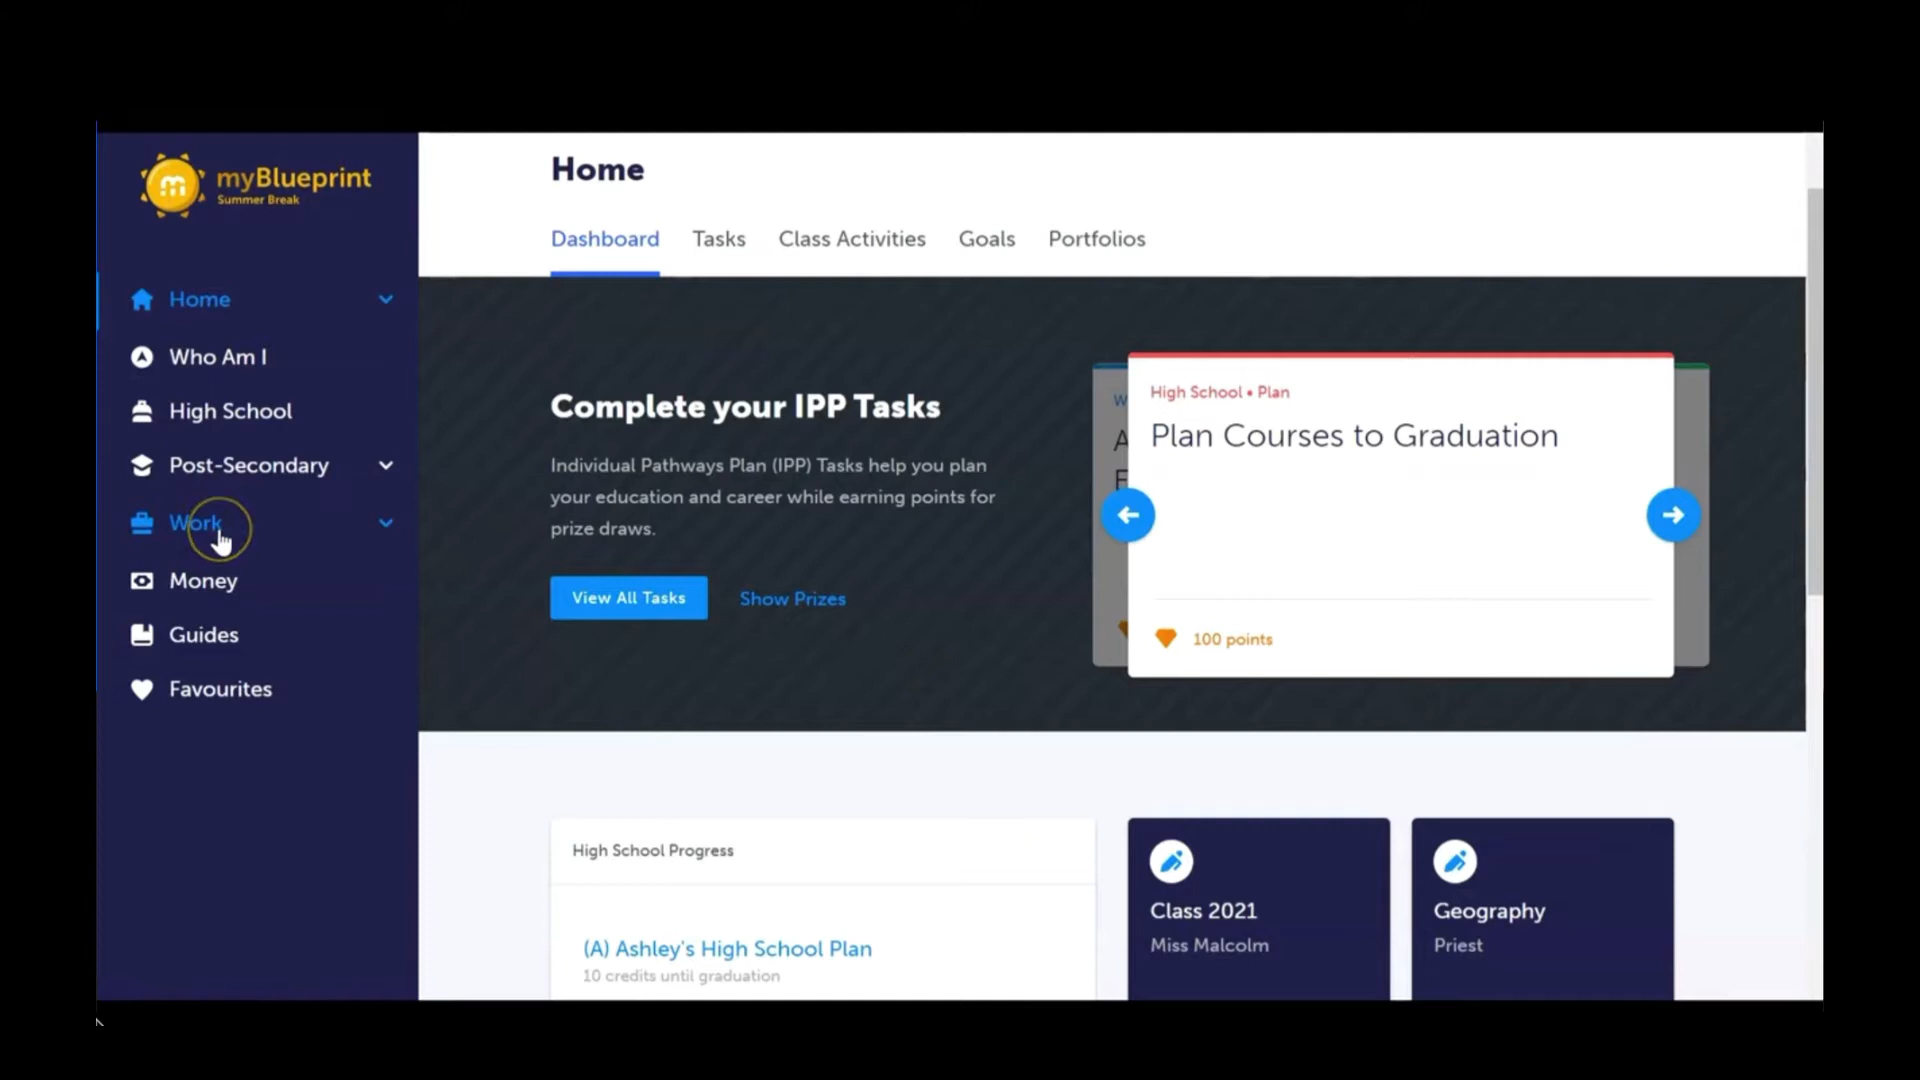 myBlueprint
Summer Break
Home
Who Am I
High School
Post-Secondary
Work
Money
Guides
Favourites
Home
Dashboard
Tasks
Class Activities
Goals
Portfolios
Complete your IPP Tasks
Individual Pathways Plan (IPP) Tasks help you plan
your education and career while earning points for
prize draws.
View All Tasks
Show Prizes
High School • Plan
Plan Courses to Graduation
100 points
High School Progress
(A) Ashley's High School Plan
10 credits until graduation
Class 2021
Miss Malcolm
Geography
Priest